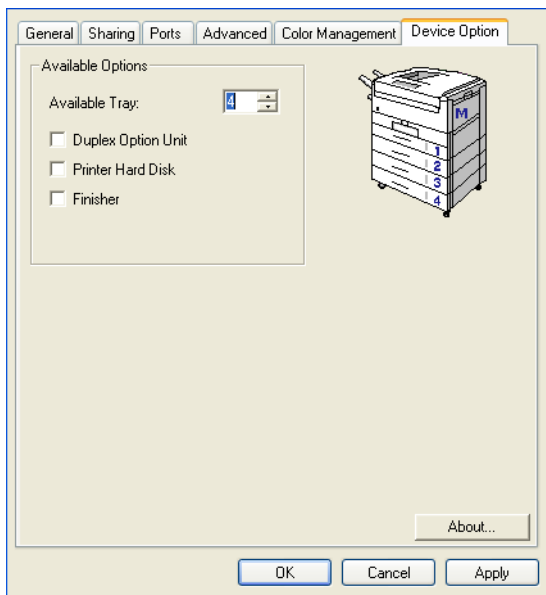 General Sharing Ports Advanced Color Management Device Option
Available Options
Available Tray: 4
Duplex Option Unit
Printer Hard Disk
Finisher
M
1
2
3
4
About...
OK Cancel Apply